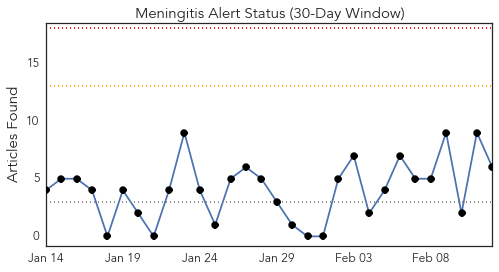 Meningitis Alert Status (30-Day Window)
Articles Found
15
10
5
0
Jan 14 Jan 19 Jan 24 Jan 29 Feb 03 Feb 08